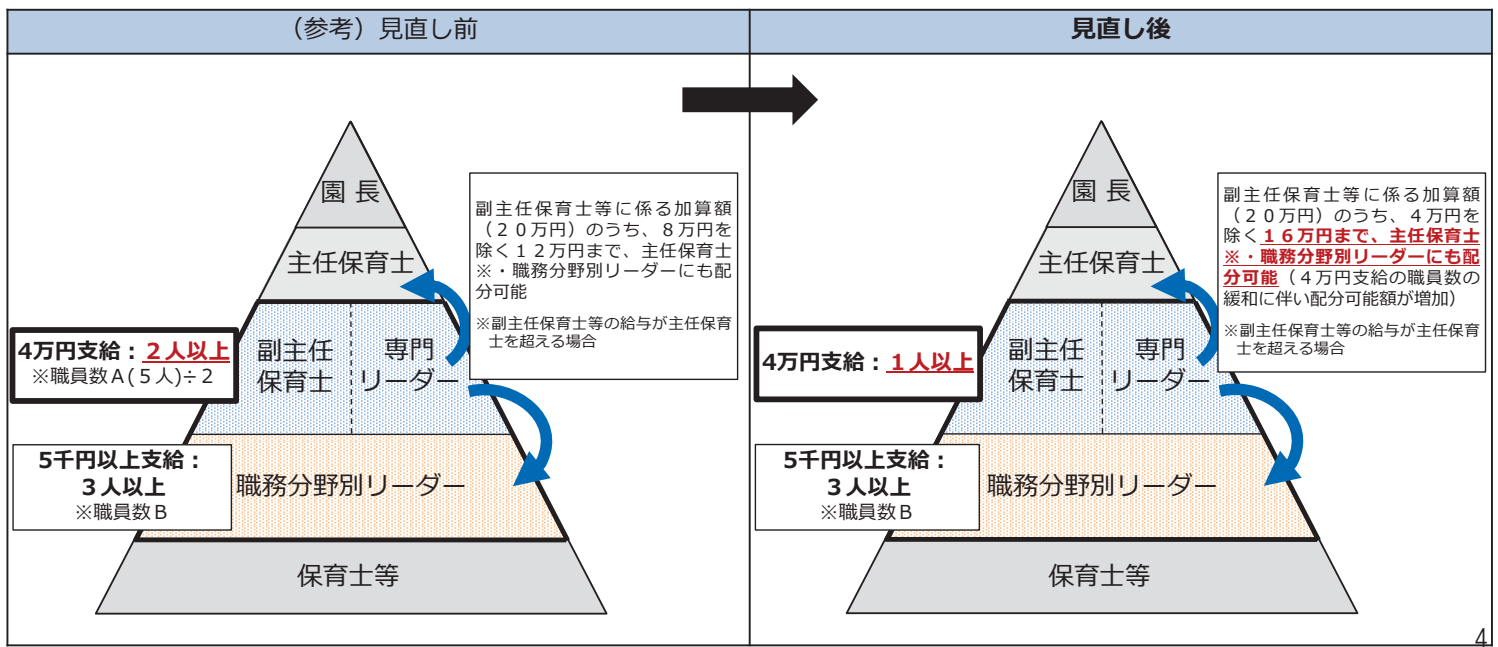 (参考)見直し前
園 長
主任保育士
副主任保育士等に係る加算額
(20万円)のうち、8万円を
除く12万円まで、主任保育士
※・職務分野別リーダーにも配
分可能
※副主任保育士等の給与が主任保育
士を超える場合
4万円支給:2人以上
※職員数A(5人)÷2
副主任
保育士
専門
リーダー
5千円以上支給:
3人以上
※職員数B
職務分野別リーダー
保育士等
見直し後
園 長
主任保育士
副主任保育士等に係る加算額
(20万円)のうち、4万円を
除く16万円まで、主任保育士
※・職務分野別リーダーにも配
分可能(4万円支給の職員数の
緩和に伴い配分可能額が増加)
※副主任保育士等の給与が主任保育
士を超える場合
4万円支給:1人以上
副主任
保育士
専門
リーダー
5千円以上支給:
3人以上
※職員数B
職務分野別リーダー
保育士等
4